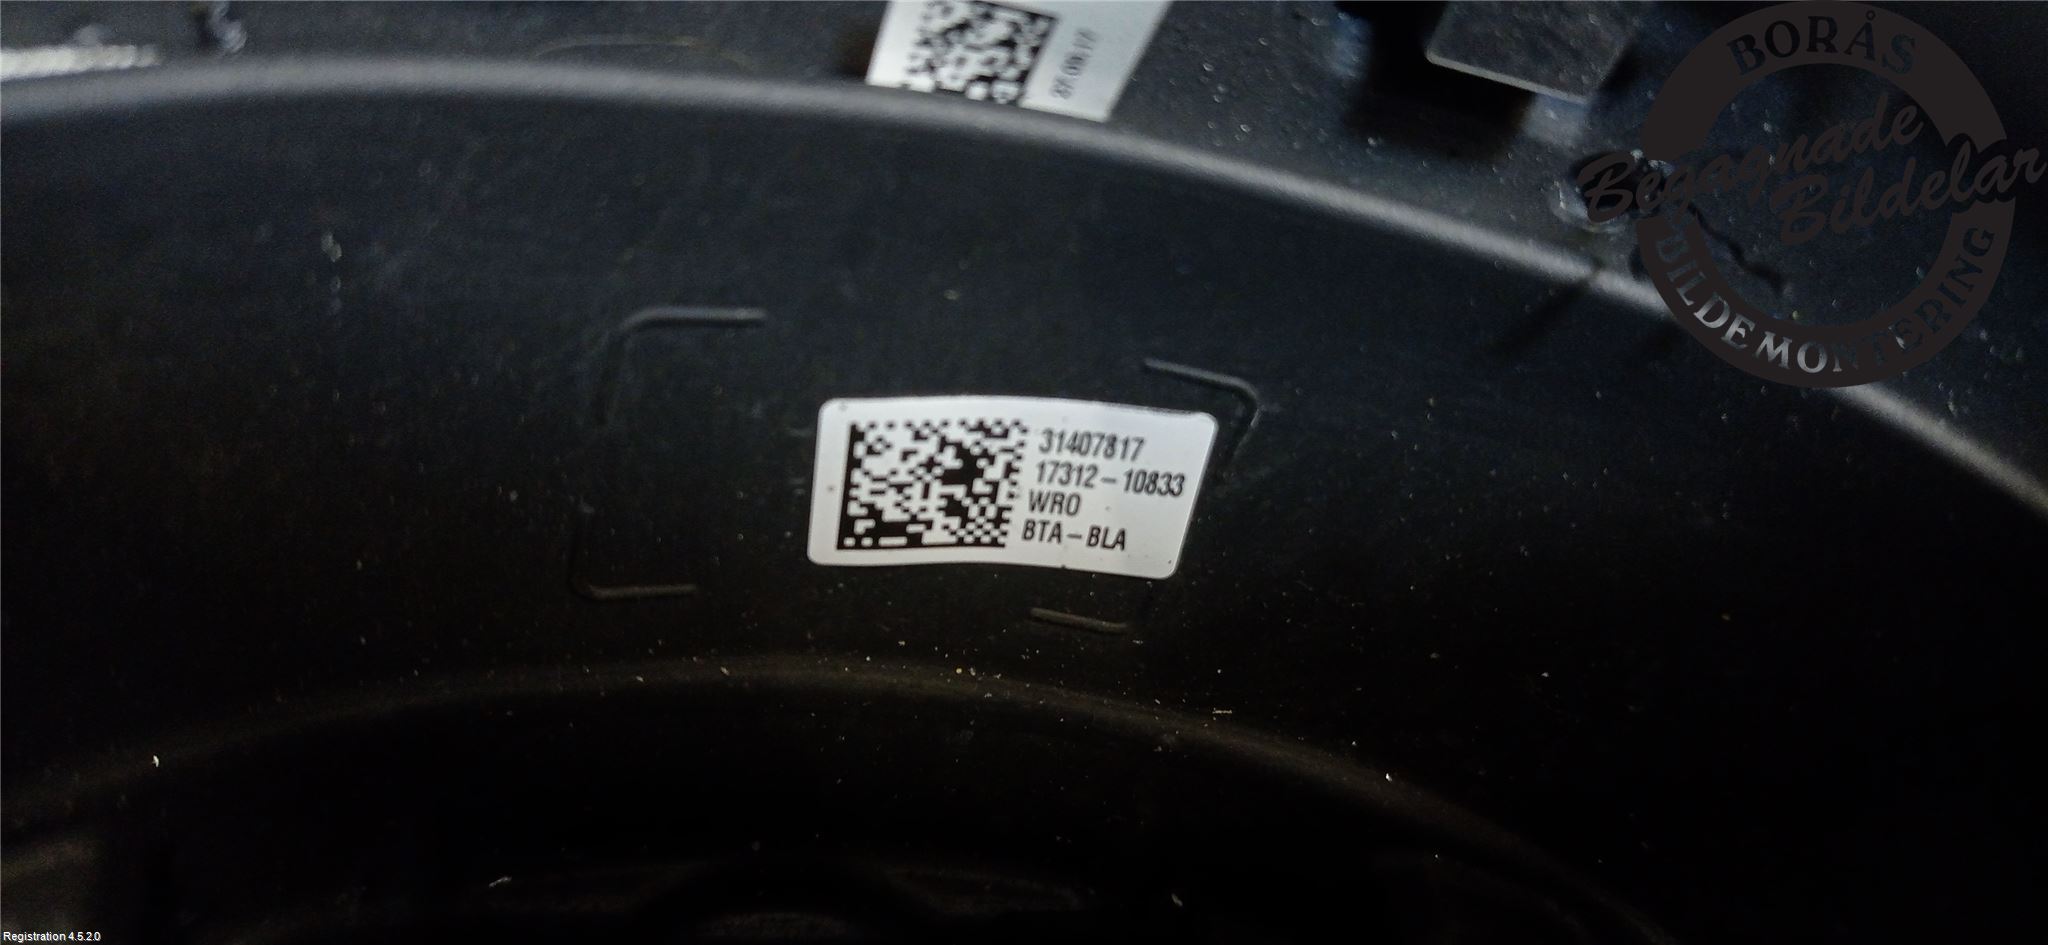 BORÅS
Begagnade
Bildelar
BILDEMONTERING
31407817
17312-10833
WRO
BTA-BLA
Registration 4.5.2.0